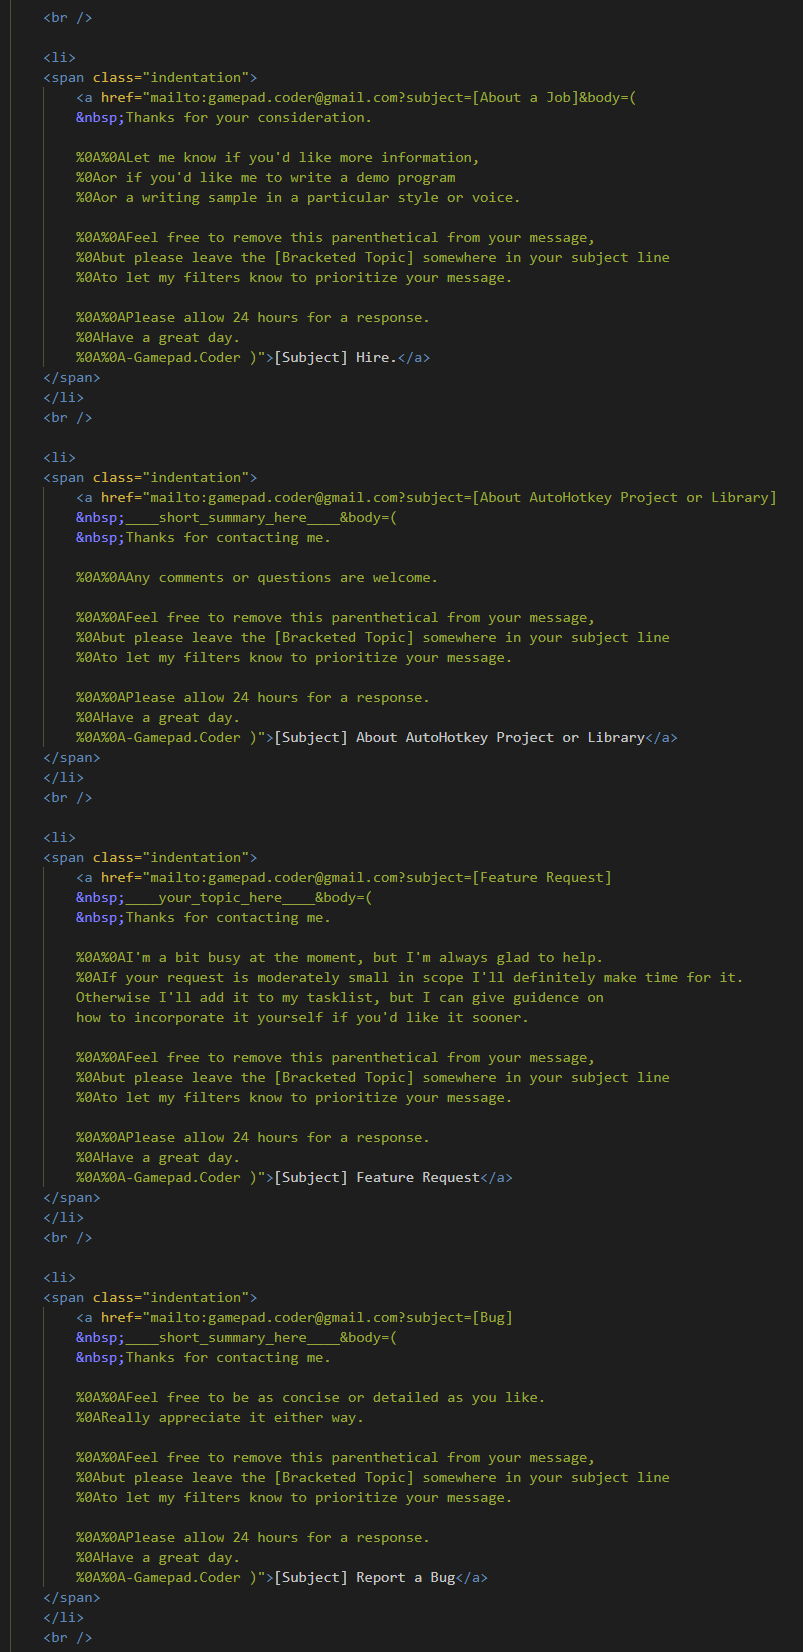 <br />
<li>
<span class="indentation">
<a href="mailto:gamepad.coder@gmail.com?subject=[About a Job]&body=(
&nbsp;Thanks for your consideration.
%0A%0ALet me know if you'd like more information,
%0Aor if you'd like me to write a demo program
%0Aor a writing sample in a particular style or voice.
%0A%0AFeel free to remove this parenthetical from your message,
%0Abut please leave the [Bracketed Topic] somewhere in your subject line
%0Ato let my filters know to prioritize your message.
%0A%0APlease allow 24 hours for a response.
%0AHave a great day.
%0A%0A-Gamepad.Coder )">[Subject] Hire.</a>
</span>
</li>
<br />
<li>
<span class="indentation">
<a href="mailto:gamepad.coder@gmail.com?subject=[About AutoHotkey Project or Library]
&nbsp;____short_summary_here____&body=(
&nbsp;Thanks for contacting me.
%0A%0AAny comments or questions are welcome.
%0A%0AFeel free to remove this parenthetical from your message,
%0Abut please leave the [Bracketed Topic] somewhere in your subject line
%0Ato let my filters know to prioritize your message.
%0A%0APlease allow 24 hours for a response.
%0AHave a great day.
%0A%0A-Gamepad.Coder )">[Subject] About AutoHotkey Project or Library</a>
</span>
</li>
<br />
<li>
<span class="indentation">
<a href="mailto:gamepad.coder@gmail.com?subject=[Feature Request]
&nbsp;____your_topic_here____&body=(
&nbsp;Thanks for contacting me.
%0A%0AI'm a bit busy at the moment, but I'm always glad to help.
%0AIf your request is moderately small in scope I'll definitely make time for it.
Otherwise I'll add it to my tasklist, but I can give guidance on
how to incorporate it yourself if you'd like it sooner.
%0A%0AFeel free to remove this parenthetical from your message,
%0Abut please leave the [Bracketed Topic] somewhere in your subject line
%0Ato let my filters know to prioritize your message.
%0A%0APlease allow 24 hours for a response.
%0AHave a great day.
%0A%0A-Gamepad.Coder )">[Subject] Feature Request</a>
</span>
</li>
<br />
<li>
<span class="indentation">
<a href="mailto:gamepad.coder@gmail.com?subject=[Bug]
&nbsp;____short_summary_here____&body=(
&nbsp;Thanks for contacting me.
%0A%0AFeel free to be as concise or detailed as you like.
%0AReally appreciate it either way.
%0A%0AFeel free to remove this parenthetical from your message,
%0Abut please leave the [Bracketed Topic] somewhere in your subject line
%0Ato let my filters know to prioritize your message.
%0A%0APlease allow 24 hours for a response.
%0AHave a great day.
%0A%0A-Gamepad.Coder )">[Subject] Report a Bug</a>
</span>
</li>
<br />